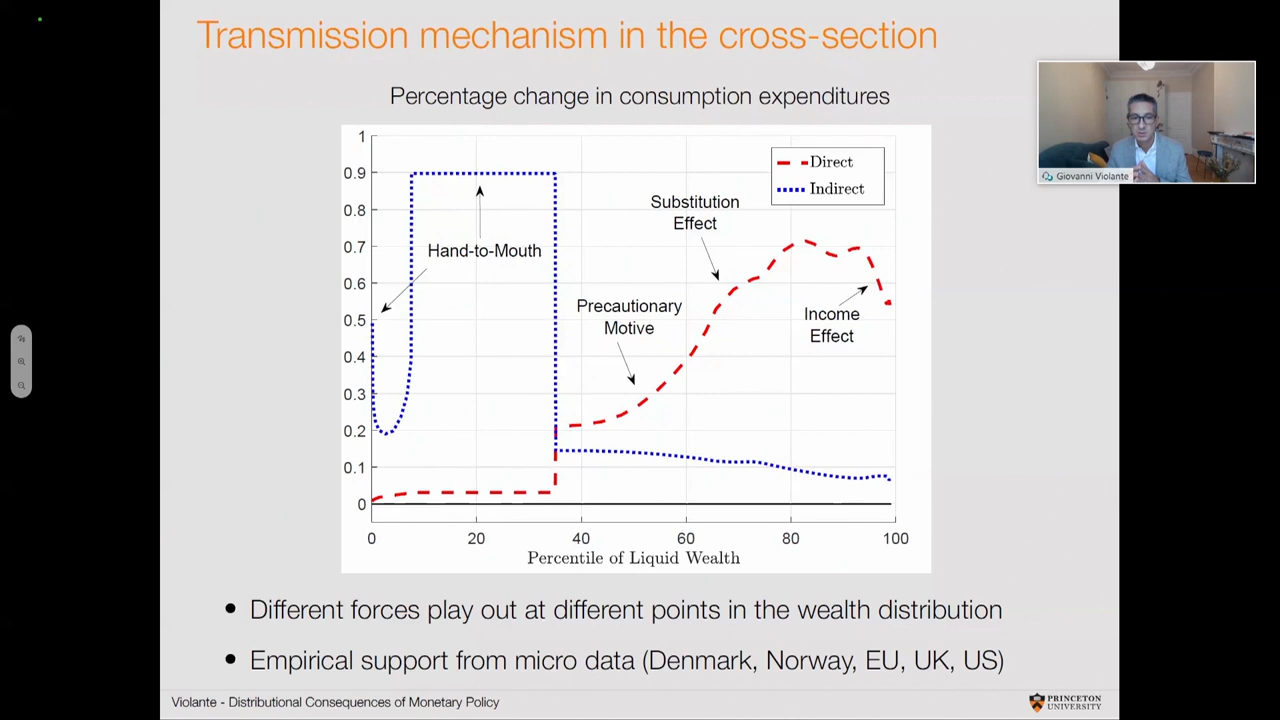 Transmission mechanism in the cross-section
Percentage change in consumption expenditures
1
0.9
0.8
0.7
0.6
0.5
0.4
0.3
0.2
0.1
0
0 20 40 60 80 100
Percentile of Liquid Wealth
Direct
Indirect
Hand-to-Mouth
Substitution
Effect
Precautionary
Motive
Income
Effect
Giovanni Violante
• Different forces play out at different points in the wealth distribution
• Empirical support from micro data (Denmark, Norway, EU, UK, US)
Violante - Distributional Consequences of Monetary Policy
PRINCETON
UNIVERSITY